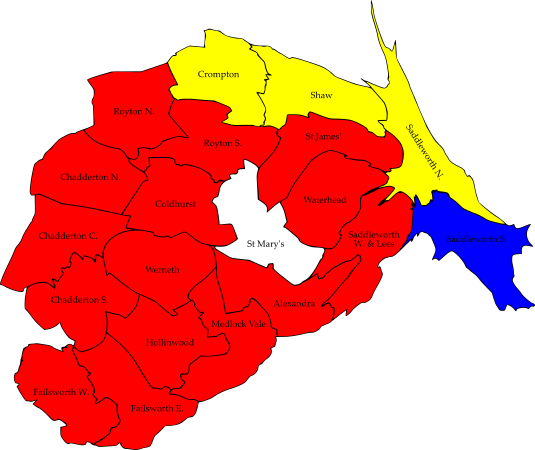 Crompton
Shaw
Royton N.
Royton S.
St James'
Saddleworth N.
Chadderton N.
Coldhurst
Waterhead
Chadderton C.
St Mary's
Saddleworth
W. & Lees
Saddleworth S.
Werneth
Chadderton S.
Alexandra
Medlock Vale
Hollinwood
Failsworth W.
Failsworth E.